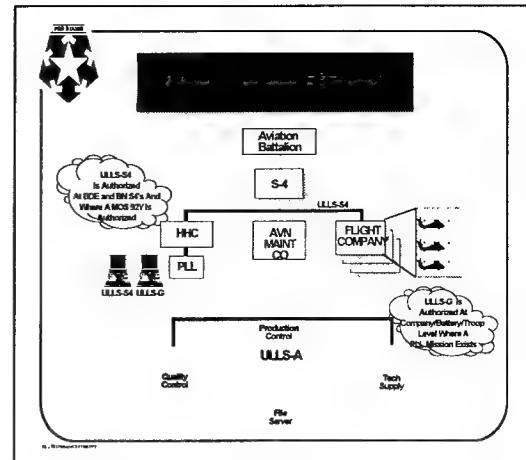 Aviation
Battalion
S-4
ULLS-S4
Is Authorized
At BDE and BN S4's And
Where A MOS 92Y Is
Authorized
ULLS-S4
HHC
AVN
MAINT
CO
FLIGHT
COMPANY
PLL
ULLS-S4 ULLS-G
ULLS-G Is
Authorized At
Company/Battery/Troop
Level Where A
PLL Mission Exists
Production
Control
ULLS-A
Quality
Control
Tech
Supply
File
Server